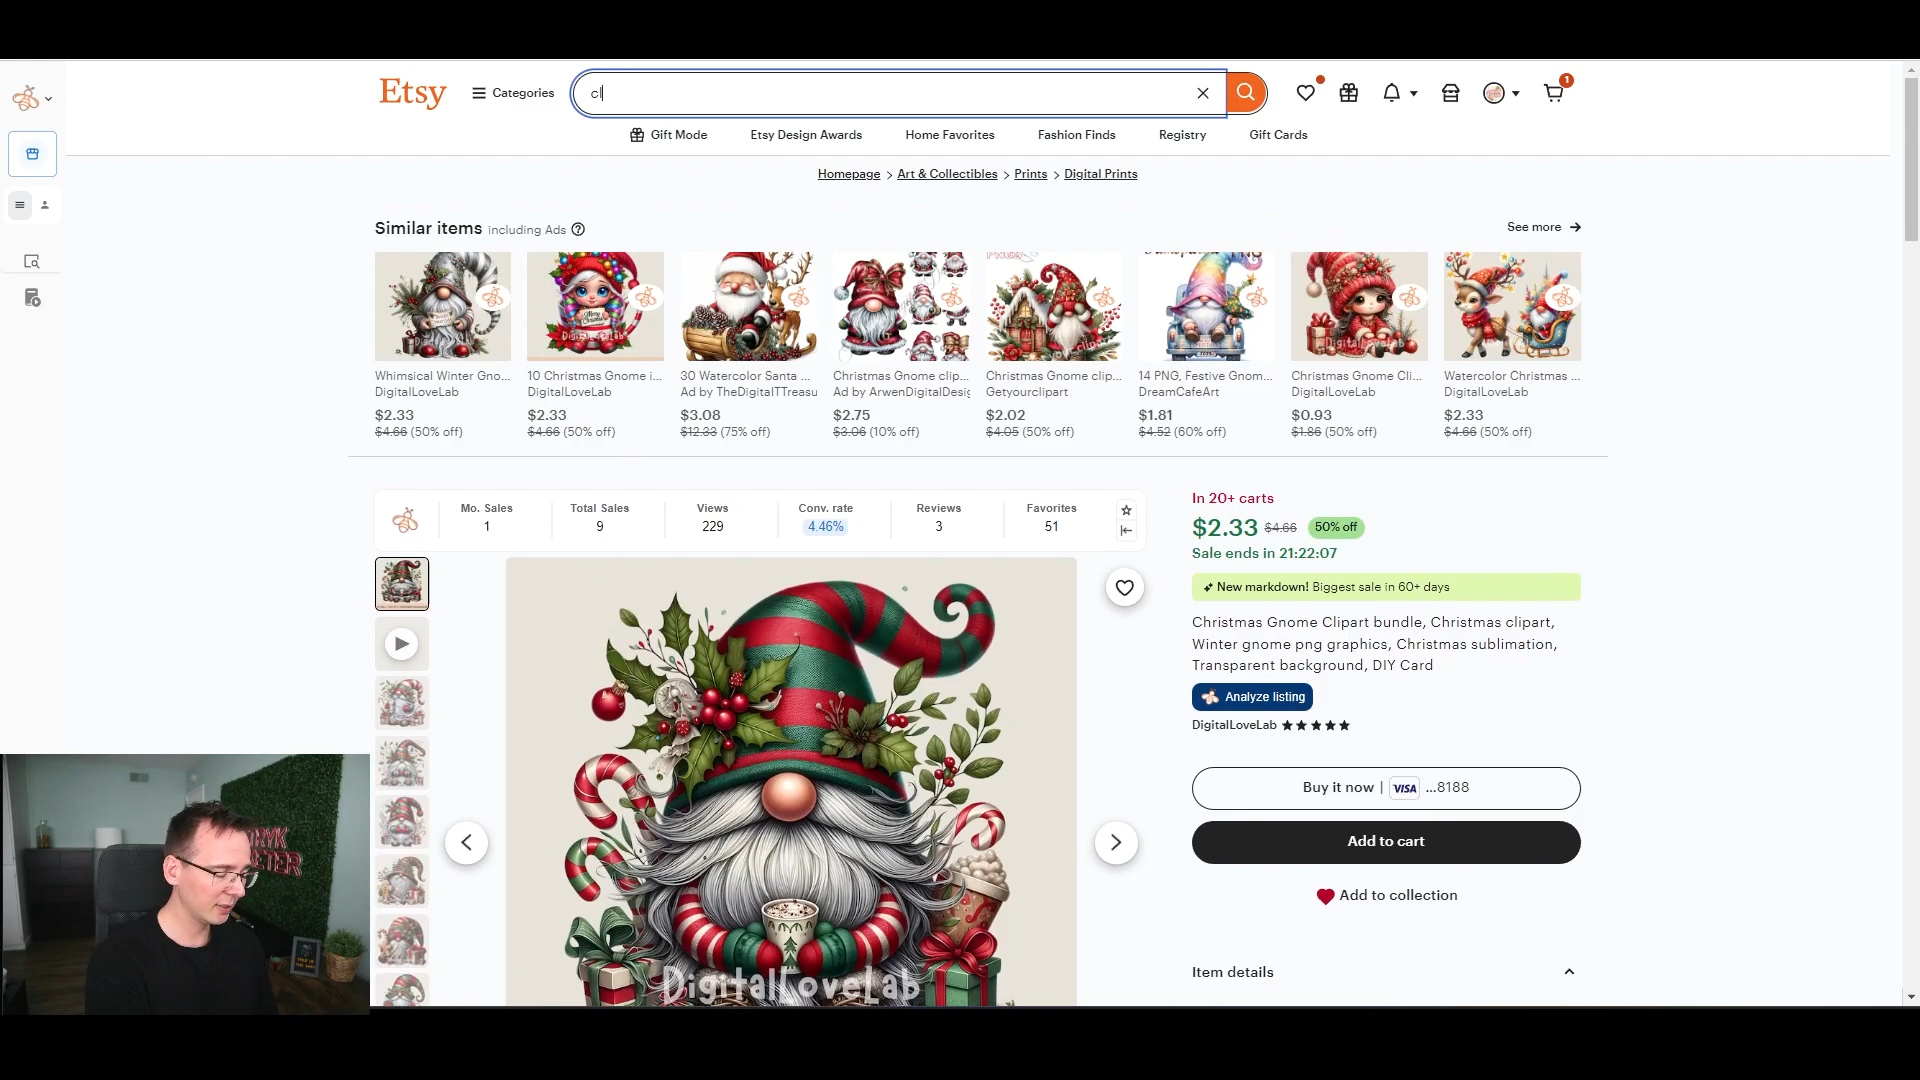 Etsy
Categories
cl
1
Gift Mode
Etsy Design Awards
Home Favorites
Fashion Finds
Registry
Gift Cards
Homepage > Art & Collectibles > Prints > Digital Prints
Similar items including Ads
See more
Whimsical Winter Gno...
DigitalLoveLab
$2.33
$4.66 (50% off)
10 Christmas Gnome i...
DigitalLoveLab
$2.33
$4.66 (50% off)
30 Watercolor Santa ...
Ad by TheDigitalTTreasu
$3.08
$12.33 (75% off)
Christmas Gnome clip...
Ad by ArwenDigitalDesig
$2.75
$3.06 (10% off)
Christmas Gnome clip...
Getyourclipart
$2.02
$4.05 (50% off)
14 PNG, Festive Gnom...
DreamCafeArt
$1.81
$4.52 (60% off)
Christmas Gnome Cli...
DigitalLoveLab
$0.93
$1.86 (50% off)
Watercolor Christmas ...
DigitalLoveLab
$2.33
$4.66 (50% off)
Mo. Sales
1
Total Sales
9
Views
229
Conv. rate
4.46%
Reviews
3
Favorites
51
DigitalLoveLab
In 20+ carts
$2.33 $4.66 50% off
Sale ends in 21:22:07
New markdown! Biggest sale in 60+ days
Christmas Gnome Clipart bundle, Christmas clipart,
Winter gnome png graphics, Christmas sublimation,
Transparent background, DIY Card
Analyze listing
DigitalLoveLab
Buy it now | VISA ...8188
Add to cart
Add to collection
Item details